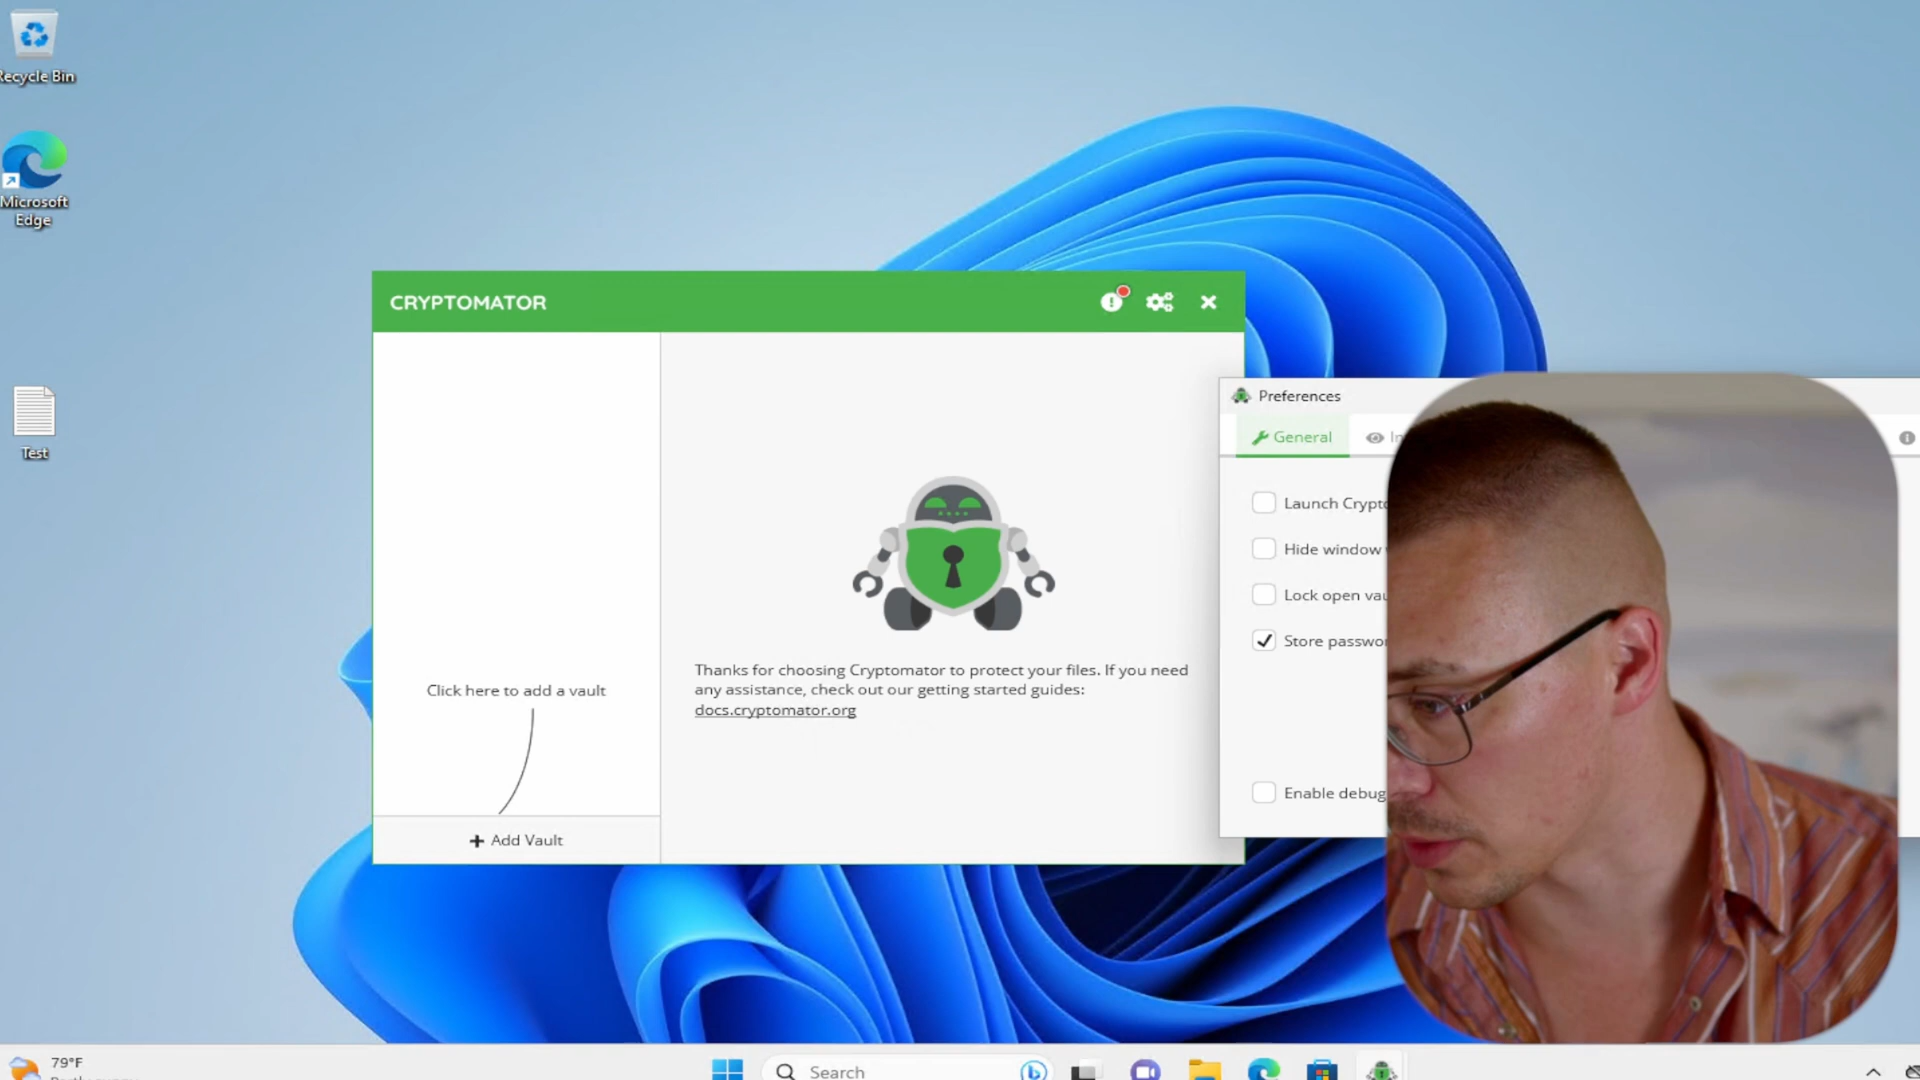 Recycle Bin
Microsoft
Edge
Test
CRYPTOMATOR
Click here to add a vault
Add Vault
Thanks for choosing Cryptomator to protect your files. If you need
any assistance, check out our getting started guides:
docs.cryptomator.org
Preferences
General
Launch Crypto
Hide window
Lock open vau
Store passwo
Enable debug
79°F
Search